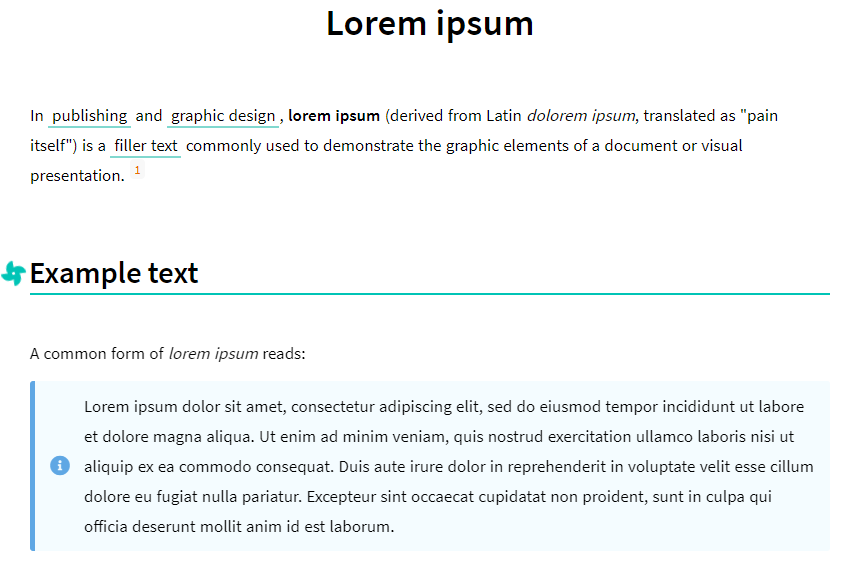 Lorem ipsum
In publishing and graphic design, lorem ipsum (derived from Latin dolorem ipsum, translated as "pain
itself") is a filler text commonly used to demonstrate the graphic elements of a document or visual
presentation. 1
Example text
A common form of lorem ipsum reads:
Lorem ipsum dolor sit amet, consectetur adipiscing elit, sed do eiusmod tempor incididunt ut labore
et dolore magna aliqua. Ut enim ad minim veniam, quis nostrud exercitation ullamco laboris nisi ut
aliquip ex ea commodo consequat. Duis aute irure dolor in reprehenderit in voluptate velit esse cillum
dolore eu fugiat nulla pariatur. Excepteur sint occaecat cupidatat non proident, sunt in culpa qui
officia deserunt mollit anim id est laborum.